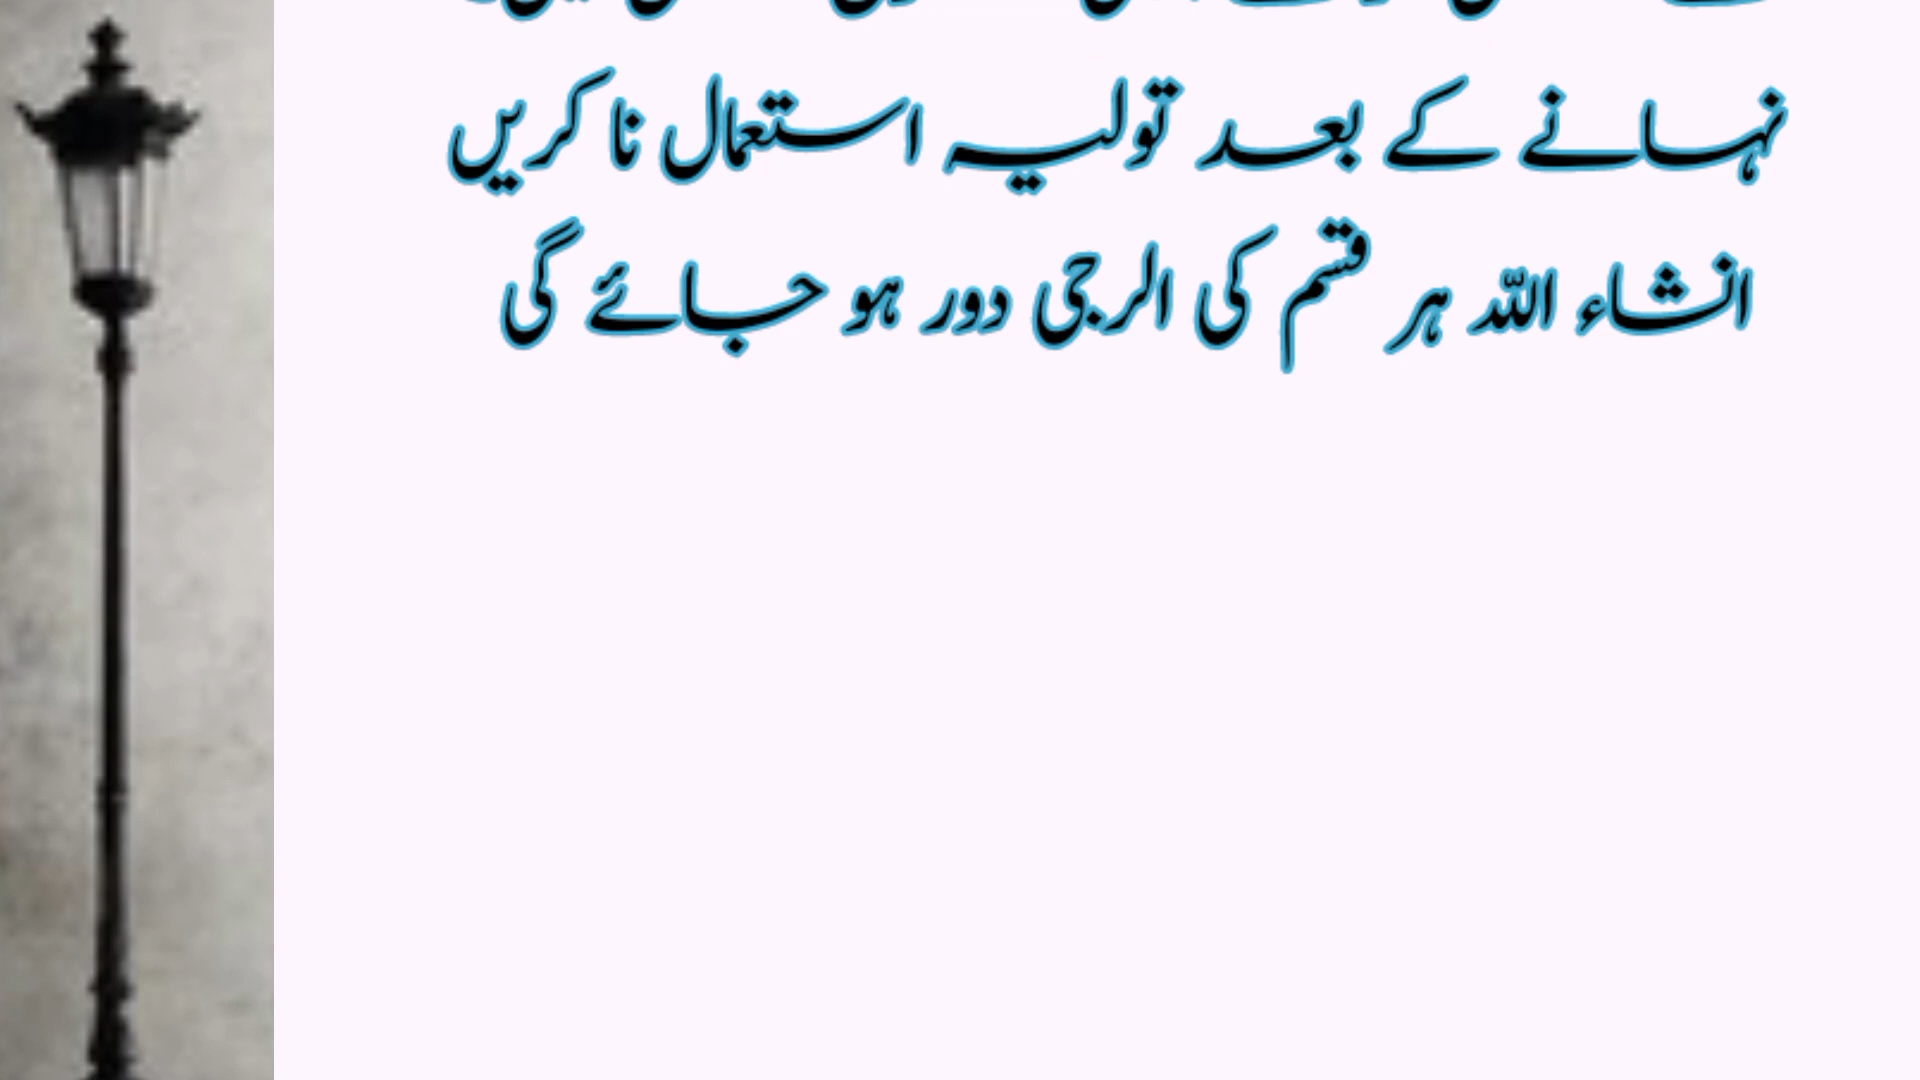 نہانے کے بعد تولیہ استعمال نا کریں
انشاء اللہ ہر قسم کی الرجی دور ہو جائے گی